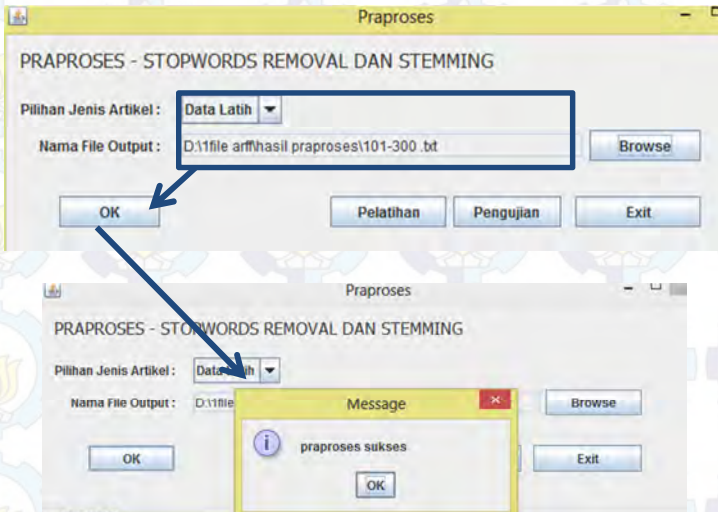 Praproses
PRAPROSES - STOPWORDS REMOVAL DAN STEMMING
Pilihan Jenis Artikel : Data Latih
Nama File Output : D:\1file arff\hasil praproses\101-300 .txt Browse
OK Pelatihan Pengujian Exit
Praproses
PRAPROSES - STOPWORDS REMOVAL DAN STEMMING
Pilihan Jenis Artikel : Data
Nama File Output : D:\1file Message Browse
praproses sukses
OK Exit
OK